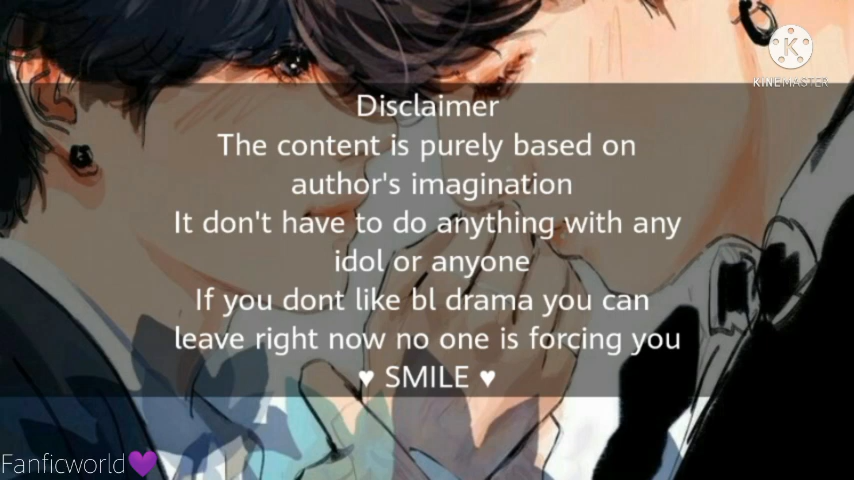 KINEMASTER
Disclaimer
The content is purely based on
author's imagination
It don't have to do anything with any
idol or anyone
If you dont like bl drama you can
leave right now no one is forcing you
♥ SMILE ♥
Fanficworld💜